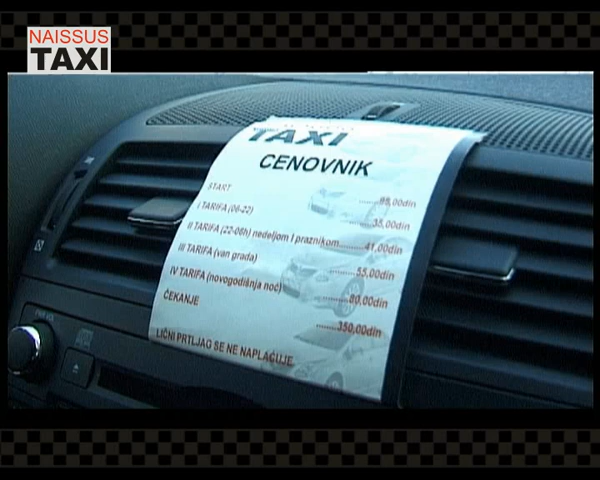 NAISSUS
TAXI
TAXI
CENOVNIK
START ..........95,00din
I TARIFA (06-22) ..........35,00din
II TARIFA (22-06h) nedeljom i praznikom..........41,00din
III TARIFA (van grada) ..........55,00din
IV TARIFA (novogodišnja noć) ..........80,00din
ČEKANJE ..........350,00din
LIČNI PRTLJAG SE NE NAPLAĆUJE